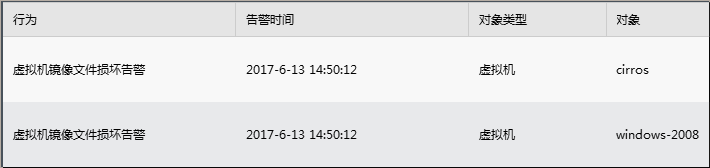 行为 告警时间 对象类型 对象
虚拟机镜像文件损坏告警 2017-6-13 14:50:12 虚拟机 cirros
虚拟机镜像文件损坏告警 2017-6-13 14:50:12 虚拟机 windows-2008